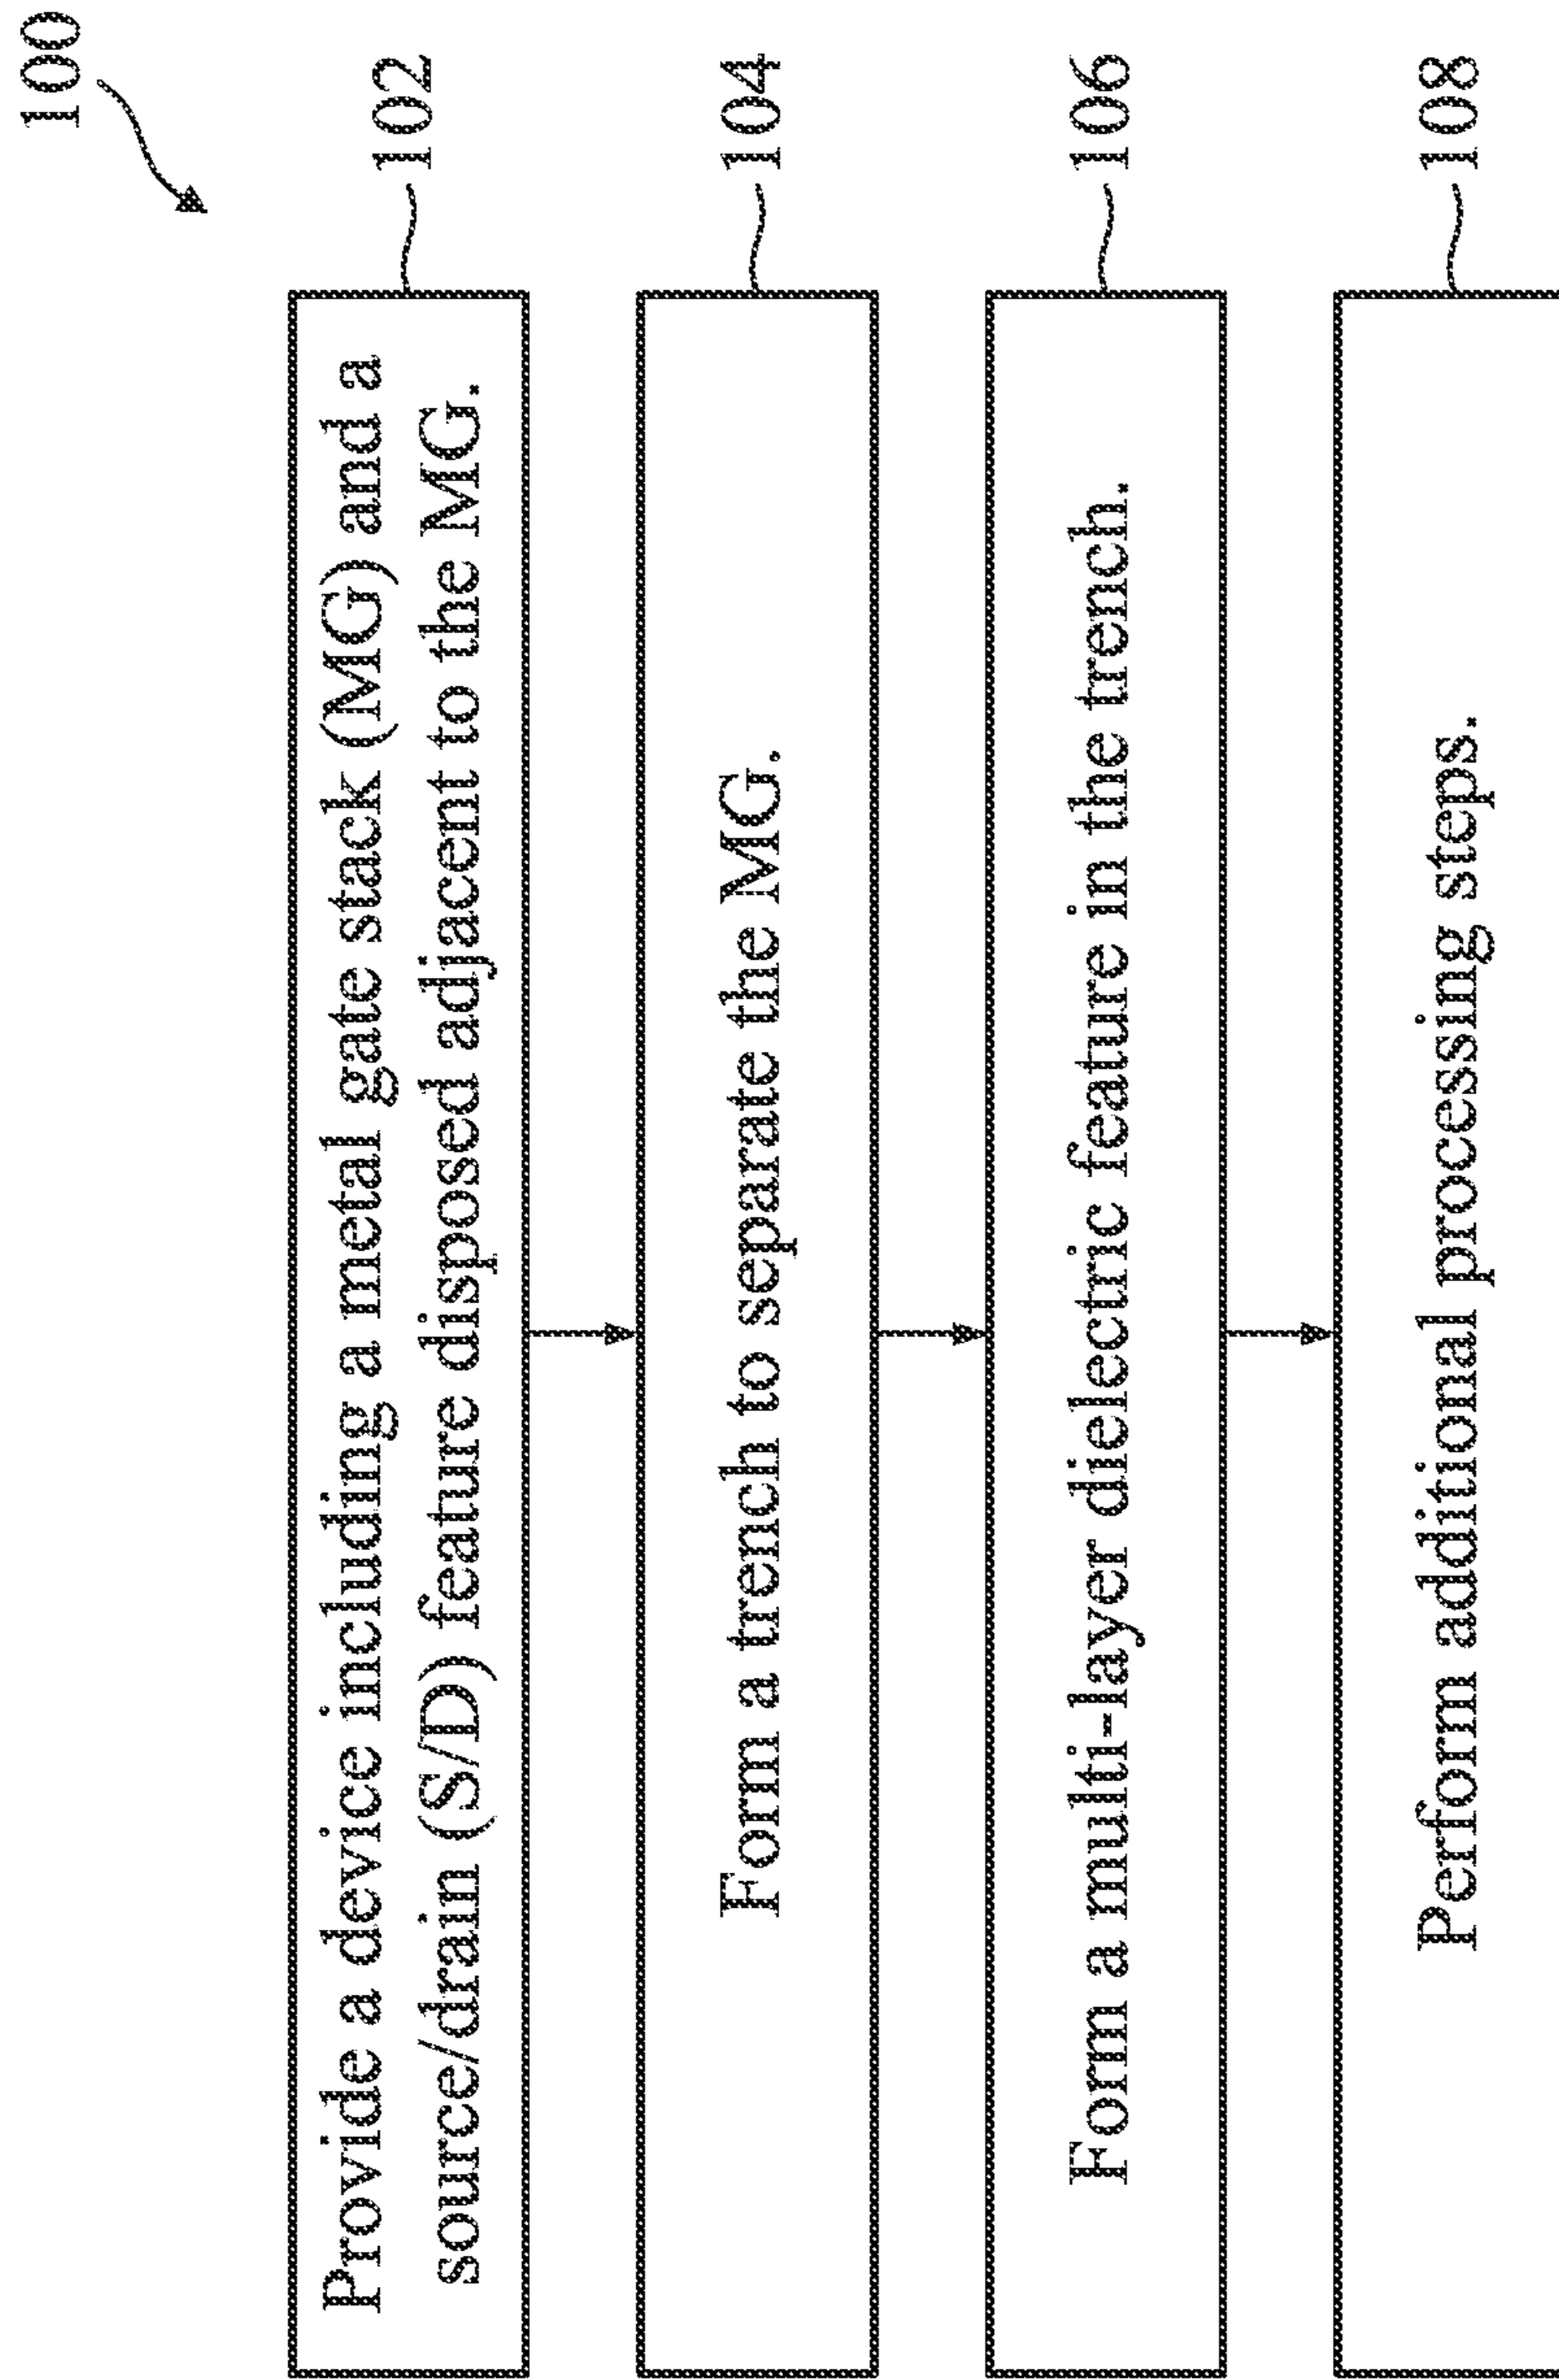 100
Provide a device including a metal gate stack (MG) and a
source/drain (S/D) feature disposed adjacent to the MG.
102
Form a trench to separate the MG.
104
Form a multi-layer dielectric feature in the trench.
106
Perform additional processing steps.
108